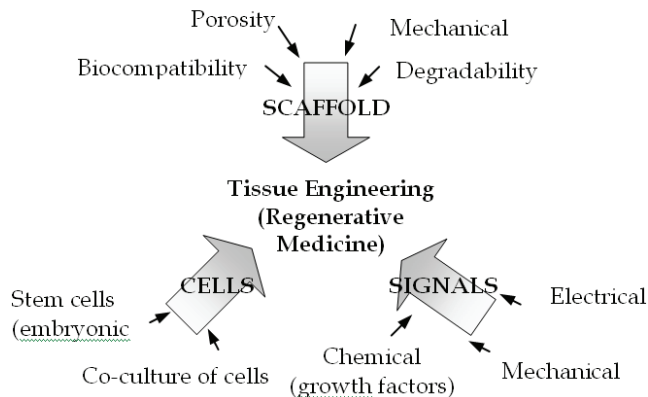 Porosity
Mechanical
Biocompatibility
Degradability
SCAFFOLD
Tissue Engineering
(Regenerative
Medicine)
CELLS
SIGNALS
Stem cells
(embryonic
Co-culture of cells
Chemical
(growth factors)
Electrical
Mechanical